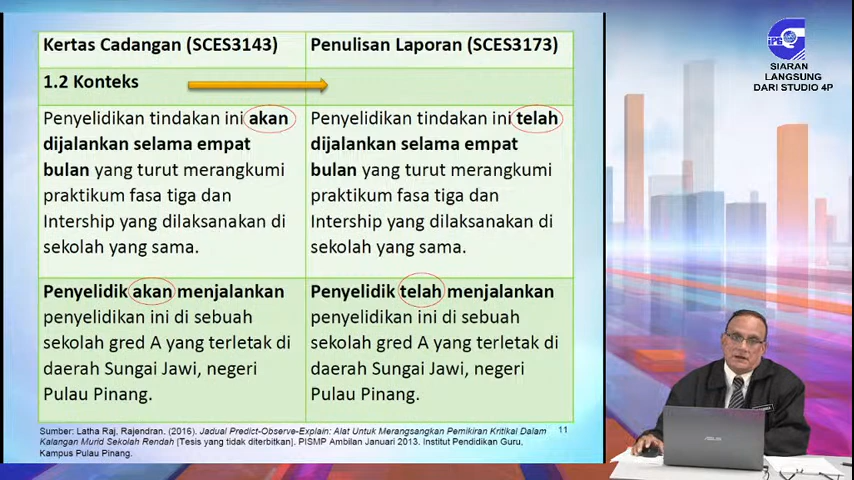 Kertas Cadangan (SCES3143)
Penulisan Laporan (SCES3173)
1.2 Konteks
Penyelidikan tindakan ini akan
dijalankan selama empat
bulan yang turut merangkumi
praktikum fasa tiga dan
Intership yang dilaksanakan di
sekolah yang sama.
Penyelidikan tindakan ini telah
dijalankan selama empat
bulan yang turut merangkumi
praktikum fasa tiga dan
Intership yang dilaksanakan di
sekolah yang sama.
Penyelidik akan menjalankan
penyelidikan ini di sebuah
sekolah gred A yang terletak di
daerah Sungai Jawi, negeri
Pulau Pinang.
Penyelidik telah menjalankan
penyelidikan ini di sebuah
sekolah gred A yang terletak di
daerah Sungai Jawi, negeri
Pulau Pinang.
Sumber: Latha Raj. Rajendran. (2016). Jadual Predict-Observe-Explain: Alat Untuk Merangsangkan Pemikiran Kritikal Dalam
Kalangan Murid Sekolah Rendah [Tesis yang tidak diterbitkan]. PISMP Ambilan Januari 2013. Institut Pendidikan Guru,
Kampus Pulau Pinang.
11
SIARAN
LANGSUNG
DARI STUDIO 4P
ASUS